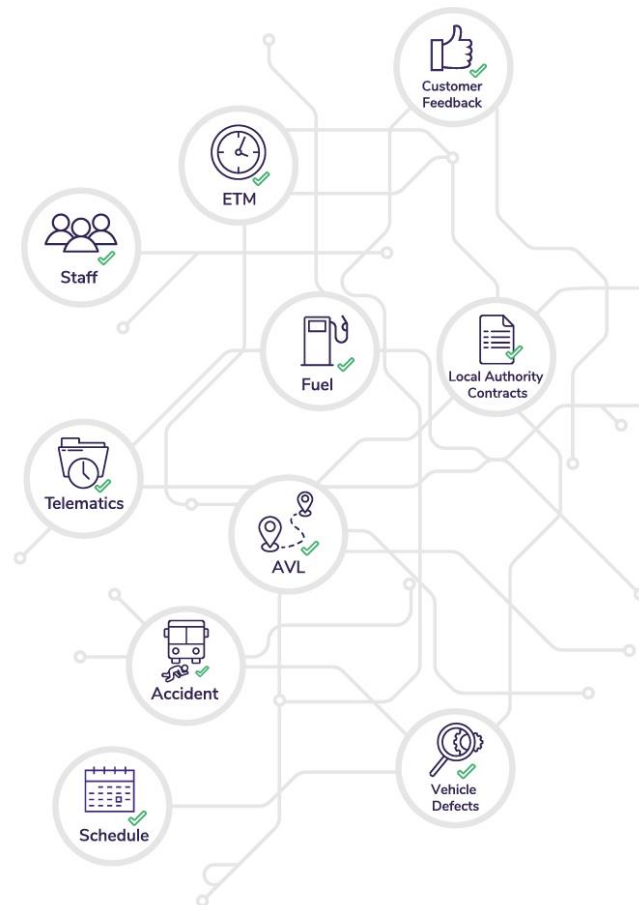 Customer
Feedback
ETM
Staff
Fuel
Local Authority
Contracts
Telematics
AVL
Accident
Vehicle
Defects
Schedule